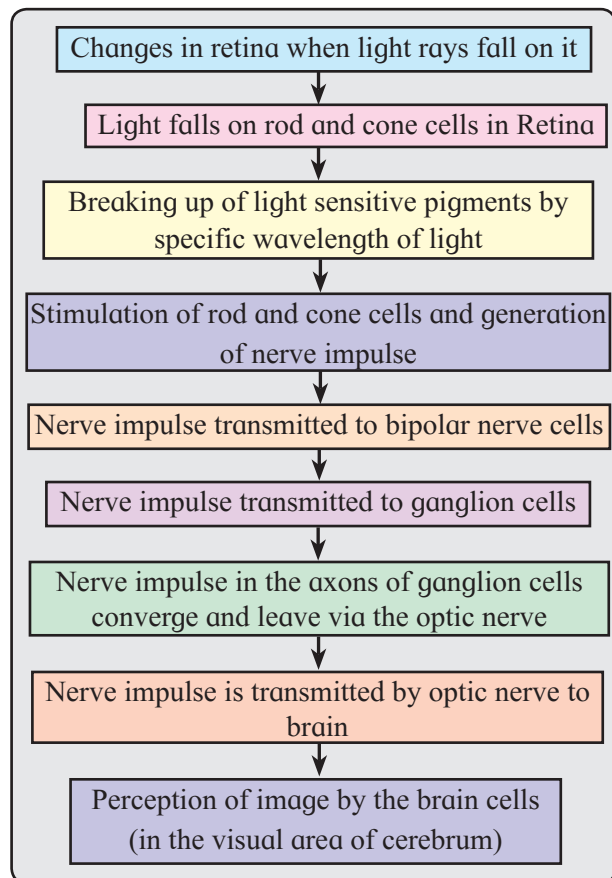 Changes in retina when light rays fall on it
Light falls on rod and cone cells in Retina
Breaking up of light sensitive pigments by
specific wavelength of light
Stimulation of rod and cone cells and generation
of nerve impulse
Nerve impulse transmitted to bipolar nerve cells
Nerve impulse transmitted to ganglion cells
Nerve impulse in the axons of ganglion cells
converge and leave via the optic nerve
Nerve impulse is transmitted by optic nerve to
brain
Perception of image by the brain cells
(in the visual area of cerebrum)